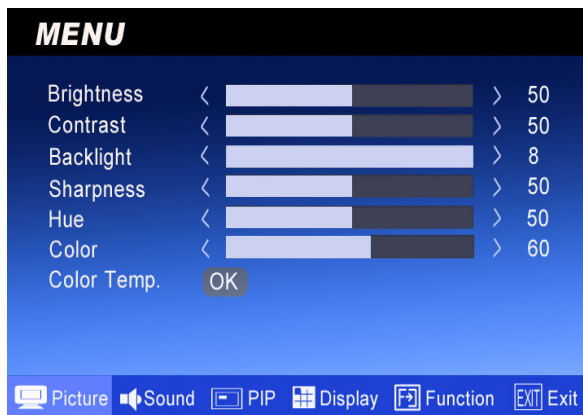 MENU
Brightness 50
Contrast 50
Backlight 8
Sharpness 50
Hue 50
Color 60
Color Temp. OK
Picture Sound PIP Display Function EXIT Exit